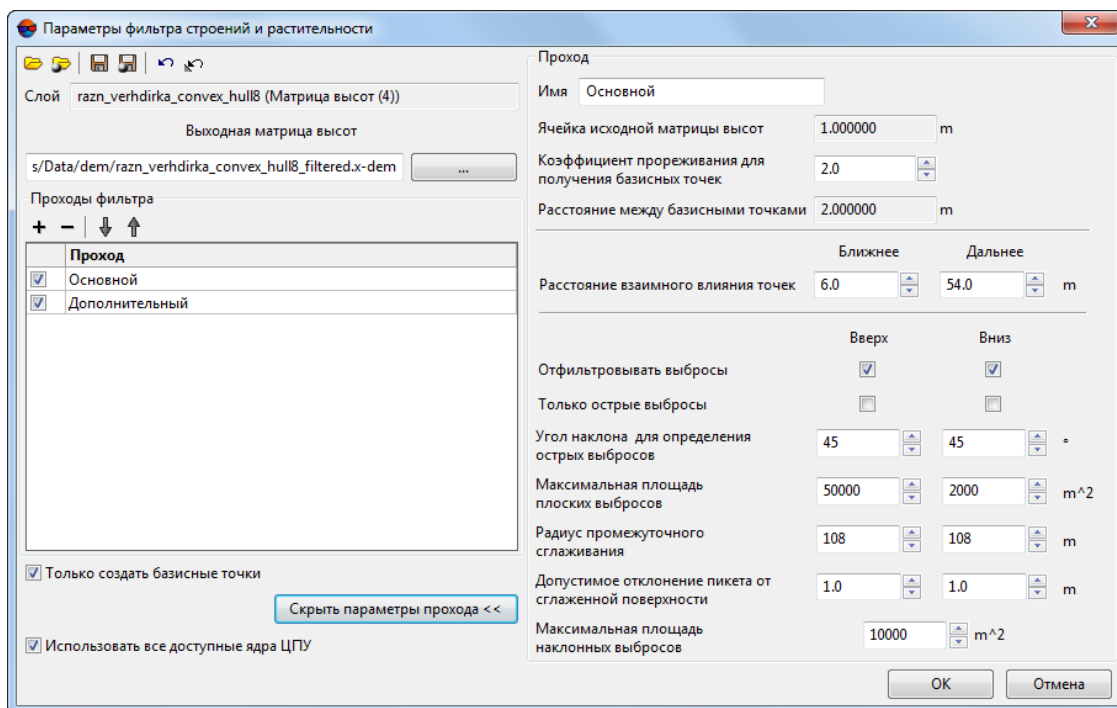 Параметры фильтра строений и растительности
Слой razn_verhdirka_convex_hull8 (Матрица высот (4))
Выходная матрица высот
s/Data/dem/razn_verhdirka_convex_hull8_filtered.x-dem ...
Проходы фильтра
Проход
Основной
Дополнительный
Только создать базисные точки
Скрыть параметры прохода <<
Использовать все доступные ядра ЦПУ
Проход
Имя Основной
Ячейка исходной матрицы высот 1.000000 m
Коэффициент прореживания для
получения базисных точек 2.0
Расстояние между базисными точками 2.000000 m
Ближнее Дальнее
Расстояние взаимного влияния точек 6.0 54.0 m
Вверх Вниз
Отфильтровывать выбросы
Только острые выбросы
Угол наклона для определения
острых выбросов 45 45 °
Максимальная площадь
плоских выбросов 50000 2000 m^2
Радиус промежуточного
сглаживания 108 108 m
Допустимое отклонение пикета от
сглаженной поверхности 1.0 1.0 m
Максимальная площадь
наклонных выбросов 10000 m^2
OK Отмена